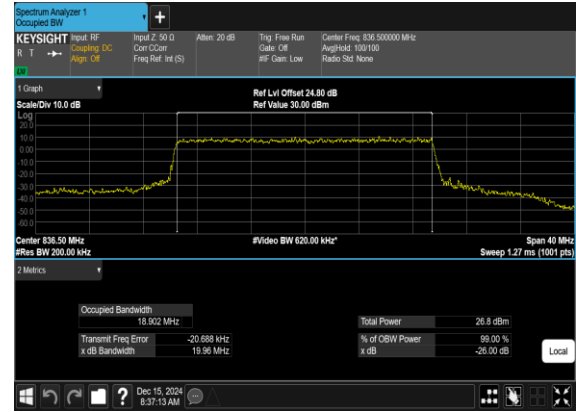 Spectrum Analyzer 1
Occupied BW
+
KEYSIGHT Input: RF Input Z: 50 Ω Atten: 20 dB Trig: Free Run Center Freq: 836.500000 MHz
R T Coupling: DC Corr CCorr Gate: Off Avg|Hold: 100/100
Align: Off Freq Ref: Int (S) #IF Gain: Low Radio Std: None
LU
1 Graph
Scale/Div 10.0 dB
Ref Lvl Offset 24.80 dB
Ref Value 30.00 dBm
Log
20.0
10.0
0.00
-10.0
-20.0
-30.0
-40.0
-50.0
-60.0
Center 836.50 MHz #Video BW 620.00 kHz* Span 40 MHz
#Res BW 200.00 kHz Sweep 1.27 ms (1001 pts)
2 Metrics
Occupied Bandwidth
18.902 MHz
Total Power 26.8 dBm
Transmit Freq Error -20.688 kHz % of OBW Power 99.00 %
x dB Bandwidth 19.96 MHz x dB -26.00 dB
Local
?
Dec 15, 2024
8:37:13 AM